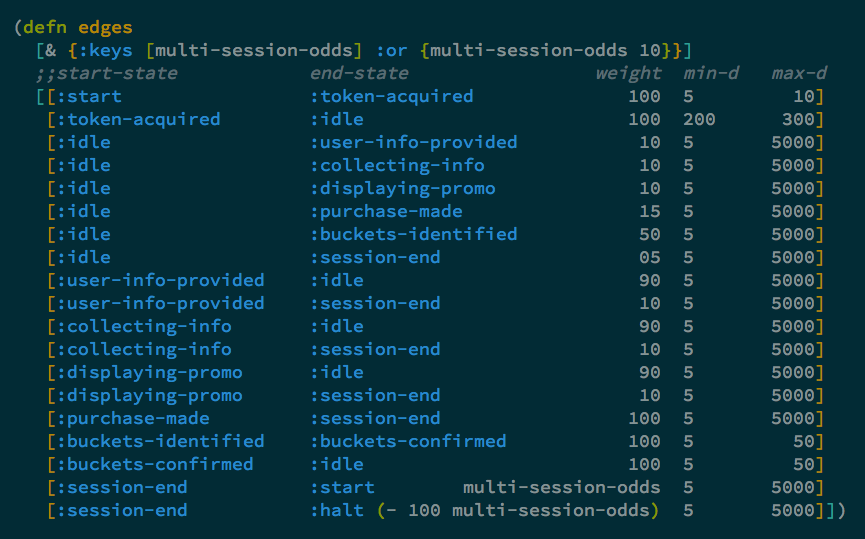 (defn edges
  [& {:keys [multi-session-odds] :or {multi-session-odds 10}}]
  ;;start-state            end-state                 weight  min-d   max-d
  [[:start                 :token-acquired              100  5         10]
   [:token-acquired        :idle                        100  200      300]
   [:idle                  :user-info-provided           10  5       5000]
   [:idle                  :collecting-info              10  5       5000]
   [:idle                  :displaying-promo             10  5       5000]
   [:idle                  :purchase-made                15  5       5000]
   [:idle                  :buckets-identified           50  5       5000]
   [:idle                  :session-end                  05  5       5000]
   [:user-info-provided    :idle                         90  5       5000]
   [:user-info-provided    :session-end                  10  5       5000]
   [:collecting-info       :idle                         90  5       5000]
   [:collecting-info       :session-end                  10  5       5000]
   [:displaying-promo      :idle                         90  5       5000]
   [:displaying-promo      :session-end                  10  5       5000]
   [:purchase-made         :session-end                 100  5       5000]
   [:buckets-identified    :buckets-confirmed           100  5         50]
   [:buckets-confirmed     :idle                        100  5         50]
   [:session-end           :start        multi-session-odds  5       5000]
   [:session-end           :halt (- 100 multi-session-odds)  5       5000]])